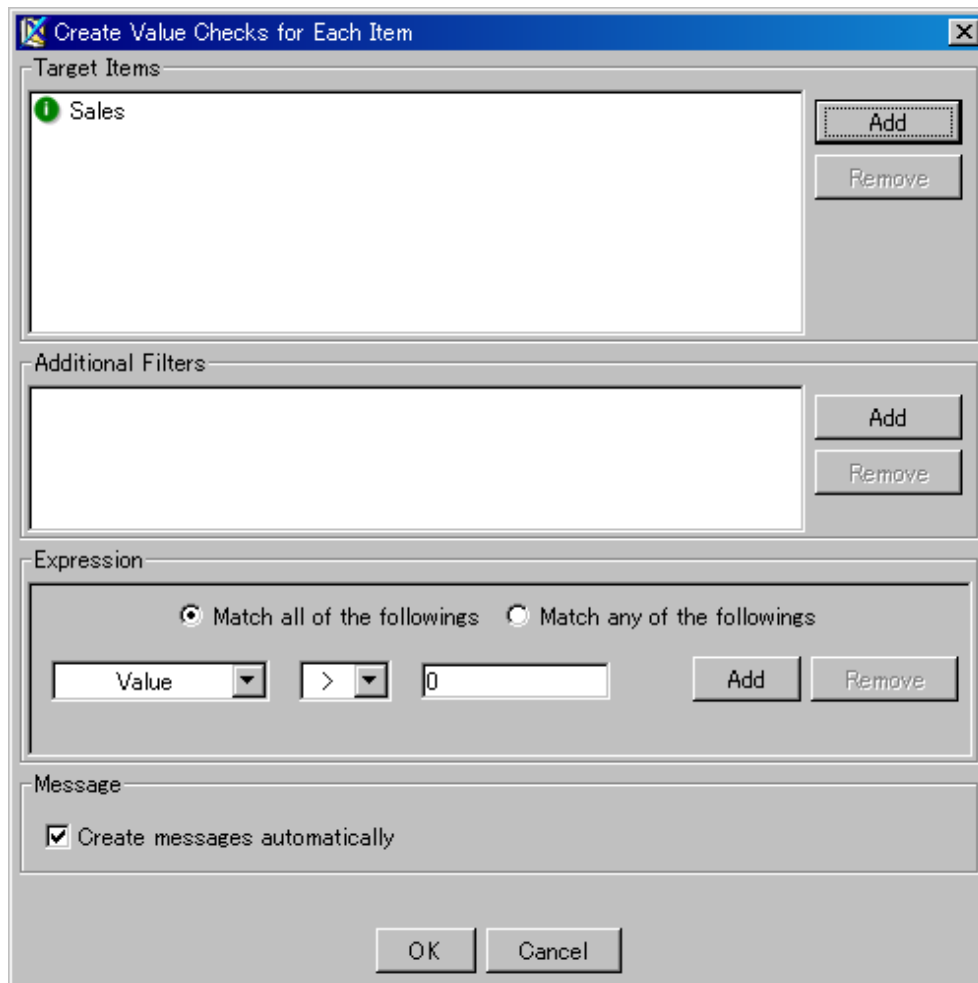 Create Value Checks for Each Item
Target Items
Sales
Add
Remove
Additional Filters
Add
Remove
Expression
Match all of the followings Match any of the followings
Value > 0 Add Remove
Message
Create messages automatically
OK Cancel